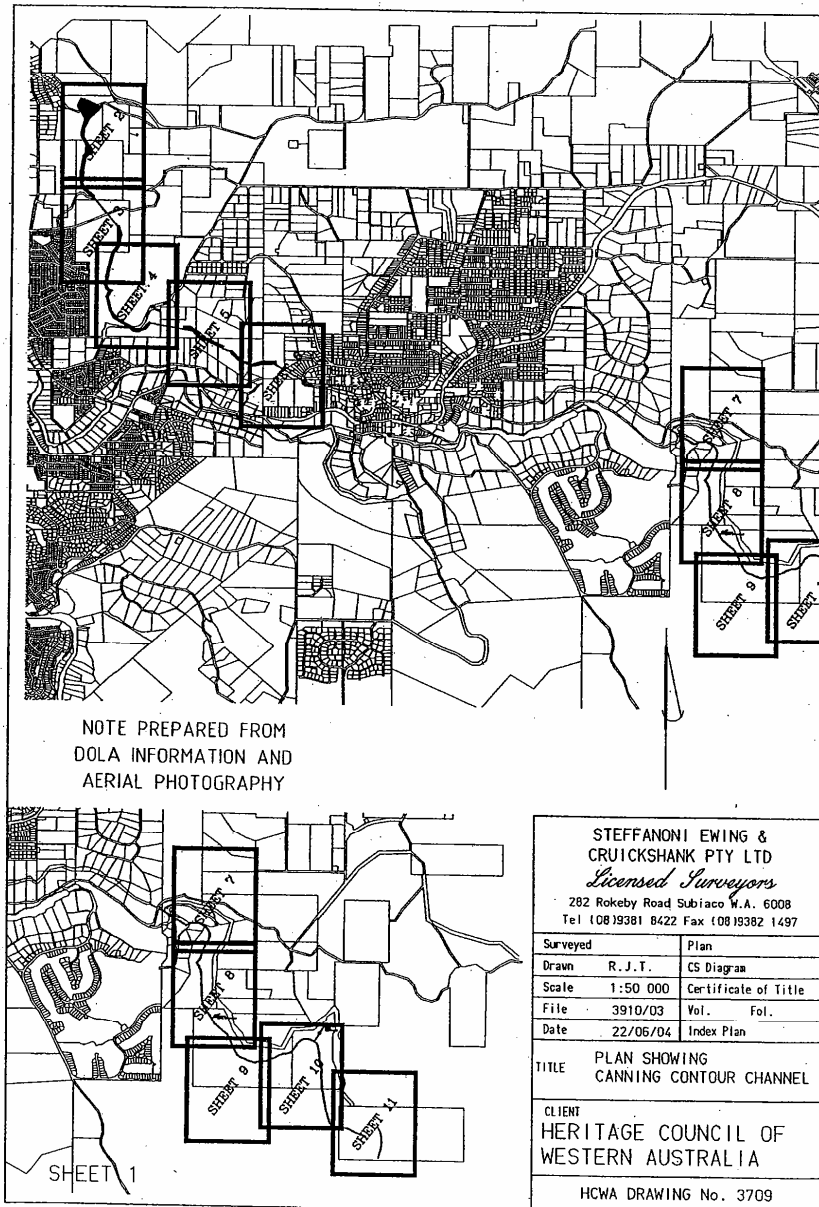 SHEET 2
SHEET 3
SHEET 4
SHEET 5
SHEET 6
SHEET 7
SHEET 8
SHEET 9
SHEET
NOTE PREPARED FROM
DOLA INFORMATION AND
AERIAL PHOTOGRAPHY
SHEET 7
SHEET 8
SHEET 9
SHEET 10
SHEET 11
SHEET 1
STEFFANONI EWING &
CRUICKSHANK PTY LTD
Licensed Surveyors
282 Rokeby Road Subiaco W.A. 6008
Tel (08)9381 8422 Fax (08)9382 1497
Surveyed Plan
Drawn R.J.T. CS Diagram
Scale 1:50 000 Certificate of Title
File 3910/03 Vol. Fol.
Date 22/06/04 Index Plan
TITLE PLAN SHOWING
CANNING CONTOUR CHANNEL
CLIENT
HERITAGE COUNCIL OF
WESTERN AUSTRALIA
HCWA DRAWING No. 3709